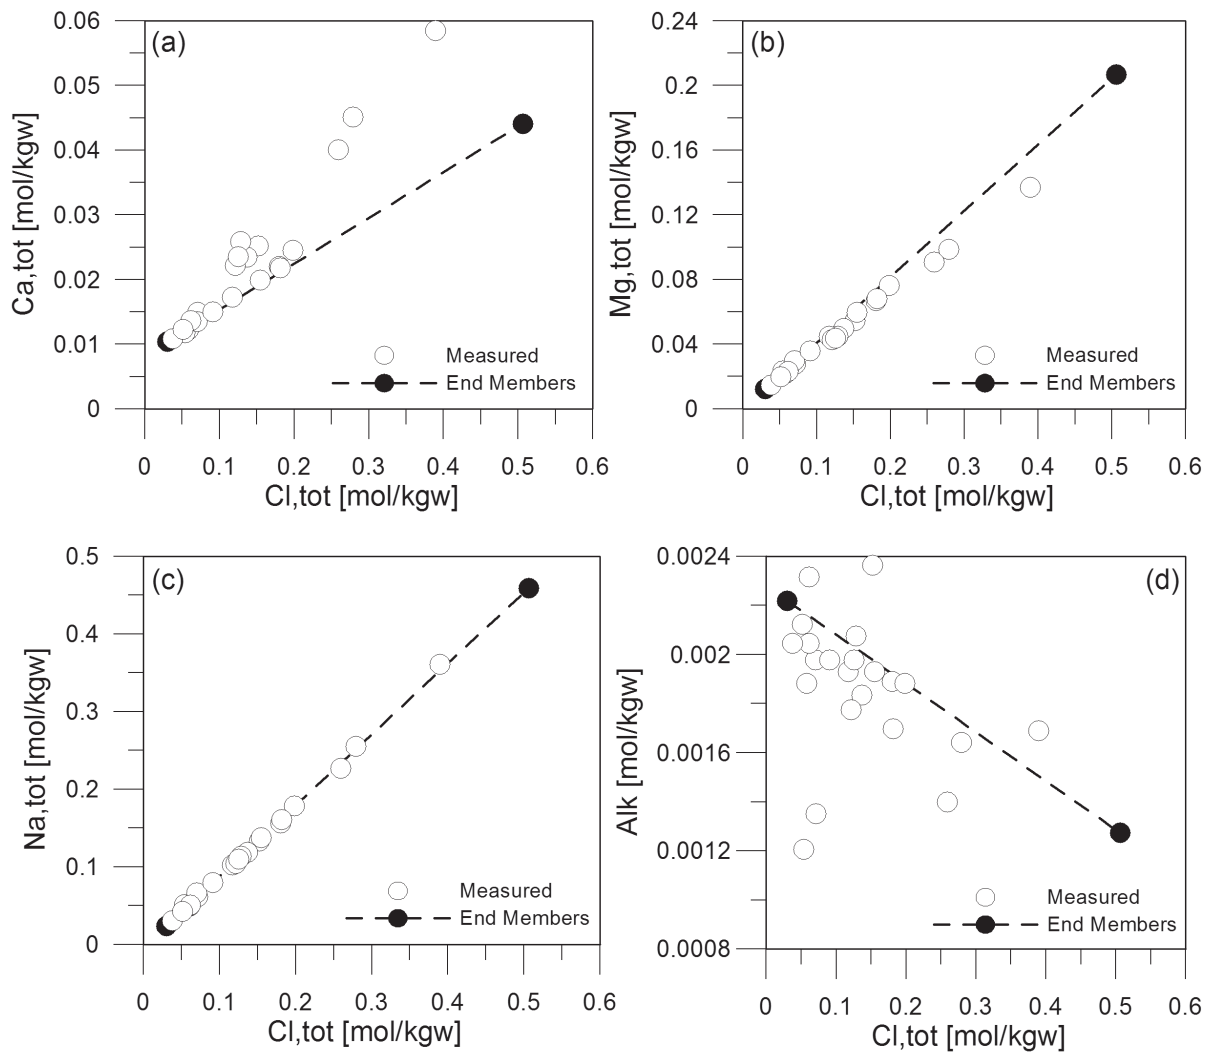 (a)
Ca,tot [mol/kgw]
0.06
0.05
0.04
0.03
0.02
0.01
0
Measured
End Members
0 0.1 0.2 0.3 0.4 0.5 0.6
Cl,tot [mol/kgw]
(b)
Mg,tot [mol/kgw]
0.24
0.2
0.16
0.12
0.08
0.04
0
Measured
End Members
0 0.1 0.2 0.3 0.4 0.5 0.6
Cl,tot [mol/kgw]
(c)
Na,tot [mol/kgw]
0.5
0.4
0.3
0.2
0.1
0
Measured
End Members
0 0.1 0.2 0.3 0.4 0.5 0.6
Cl,tot [mol/kgw]
(d)
Alk [mol/kgw]
0.0024
0.002
0.0016
0.0012
0.0008
Measured
End Members
0 0.1 0.2 0.3 0.4 0.5 0.6
Cl,tot [mol/kgw]